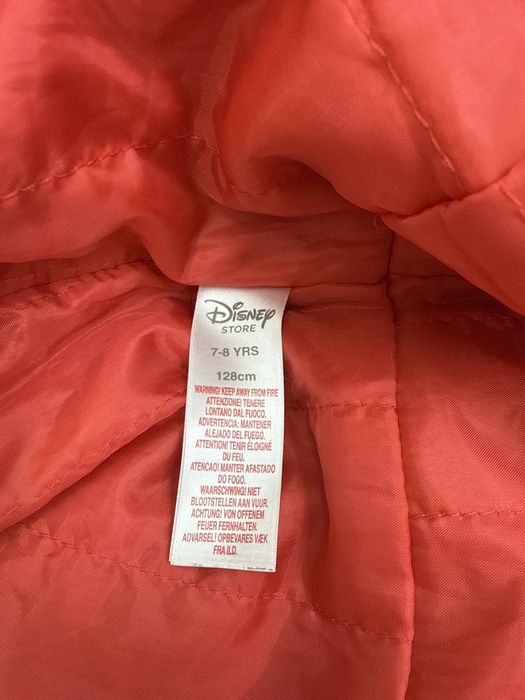 Disney
STORE
7-8 YRS
128cm
WARNING! KEEP AWAY FROM FIRE
ATTENZIONE! TENERE
LONTANO DAL FUOCO.
ADVERTENCIA: MANTENER
ALEJADO DEL FUEGO.
ATTENTION! TENIR ÉLOIGNÉ
DU FEU.
ATENCAO! MANTER AFASTADO
DO FOGO.
WAARSCHWING! NIET
BLOOTSTELLEN AAN VUUR.
ACHTUNG! VON OFFENEM
FEUER FERNHALTEN.
ADVARSEL! OPBEVARES VÆK
FRA ILD.